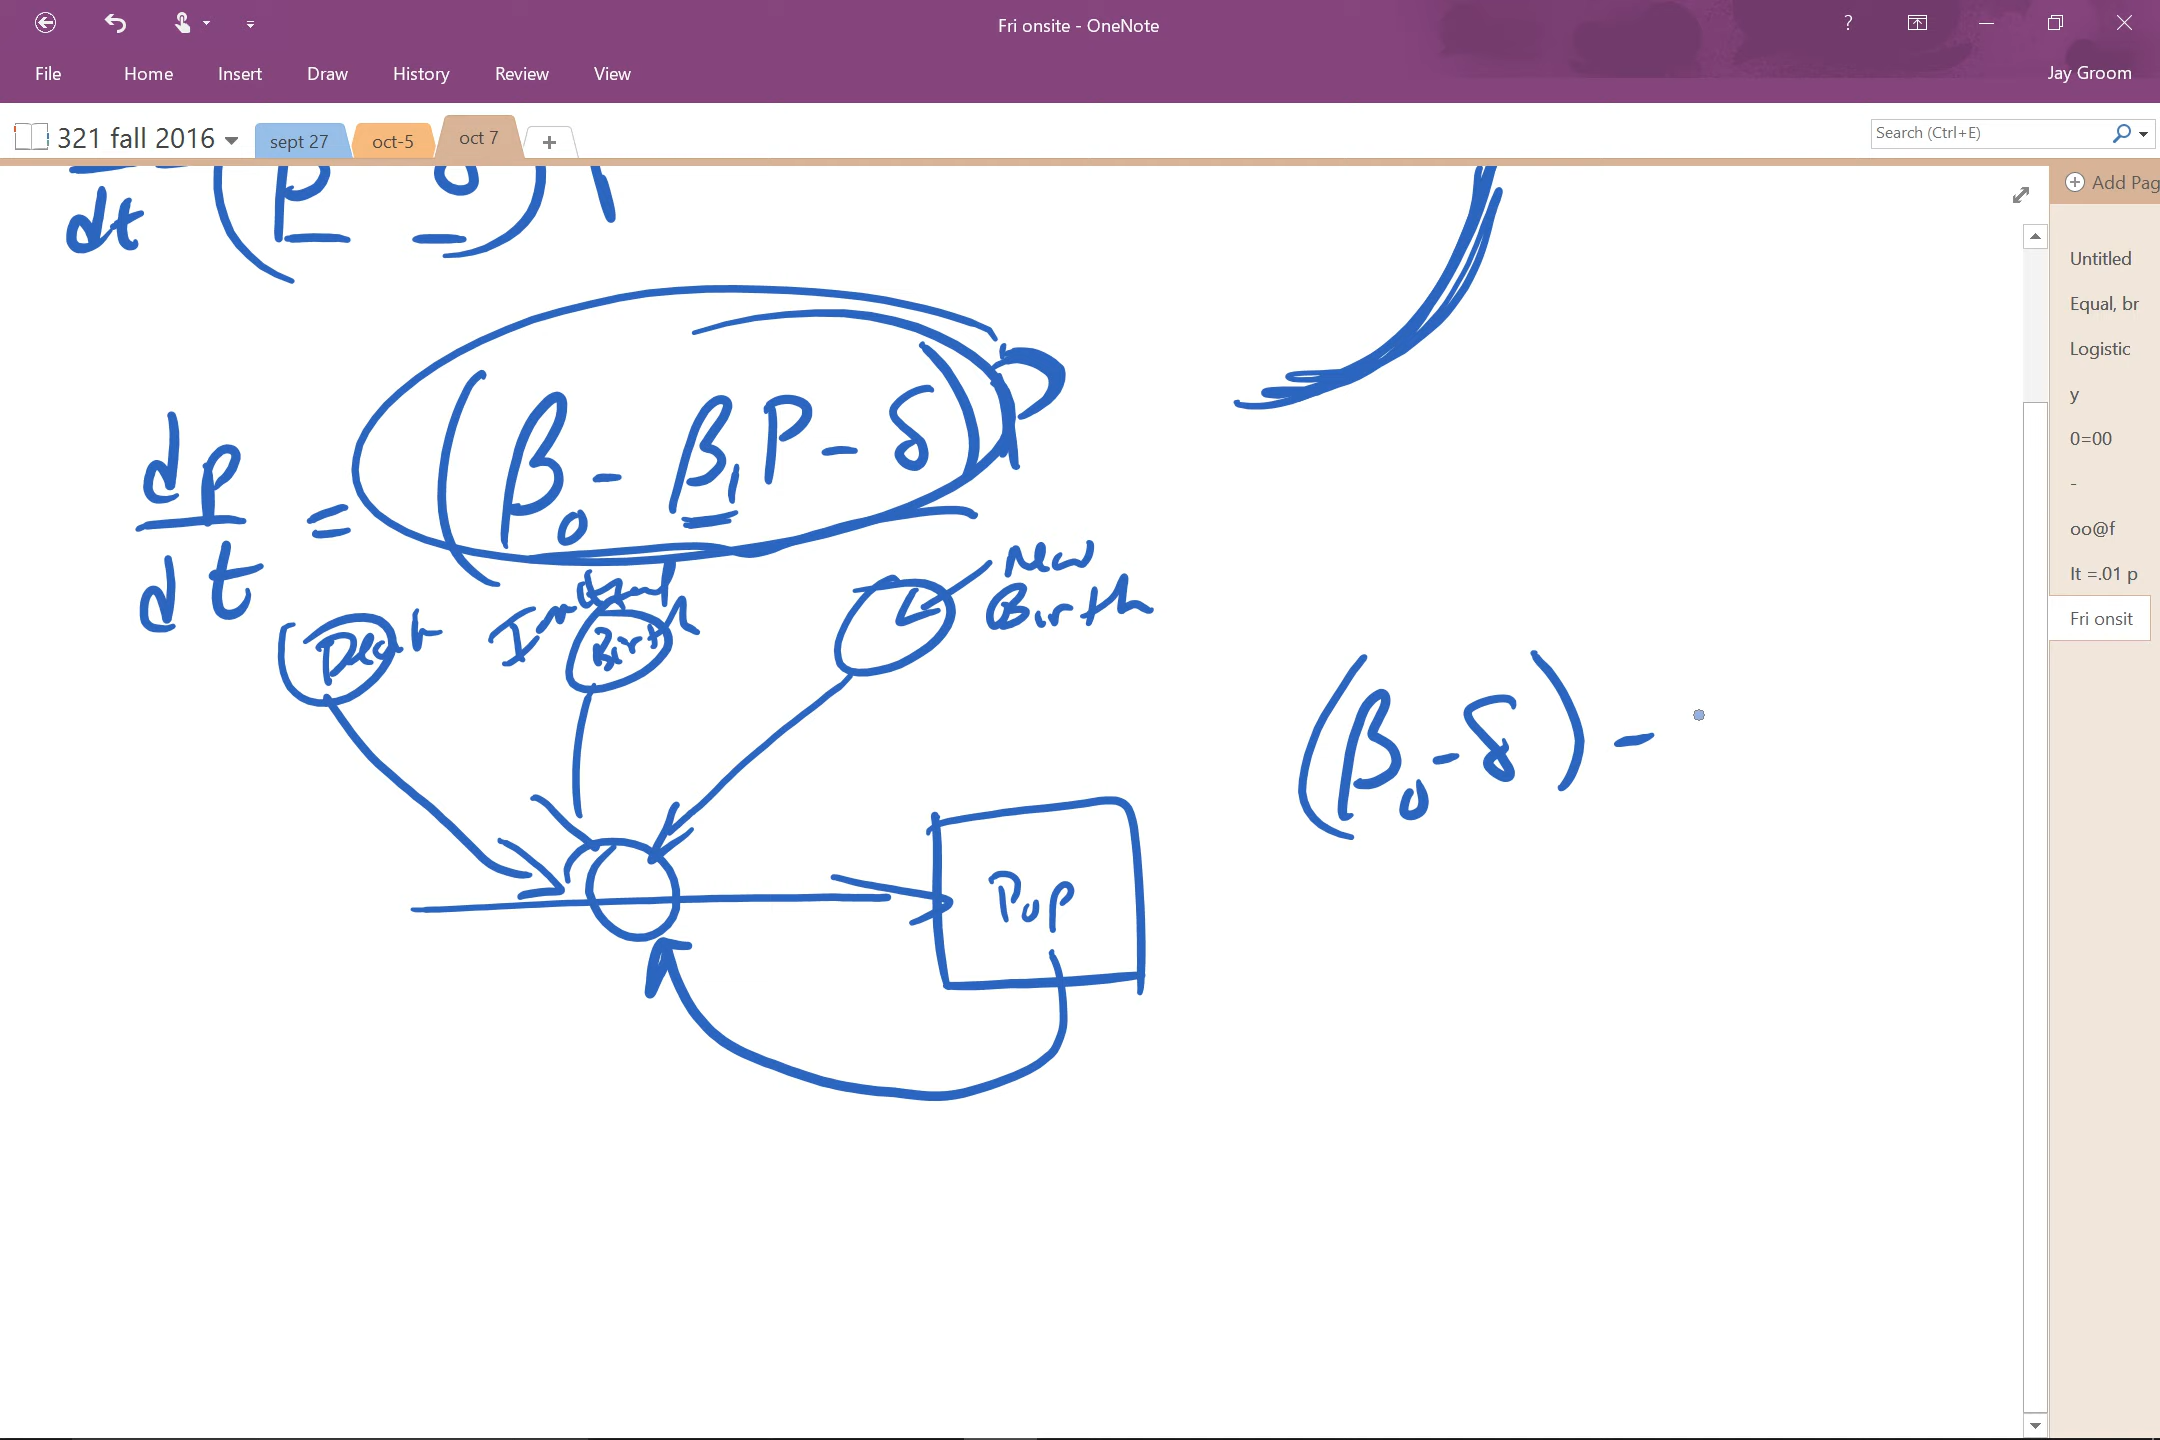 Fri onsite - OneNote
?
File Home Insert Draw History Review View
Jay Groom
321 fall 2016
sept 27
oct-5
oct 7
+
Search (Ctrl+E)
Add Pag
Untitled
Equal, br
Logistic
y
0=00
-
oo@f
It =.01 p
Fri onsit
dt
dp/dt = (β₀ - β₁P - δ)P
Death
Initial
Birth
New
Birth
(β₀ - δ) -
Pop